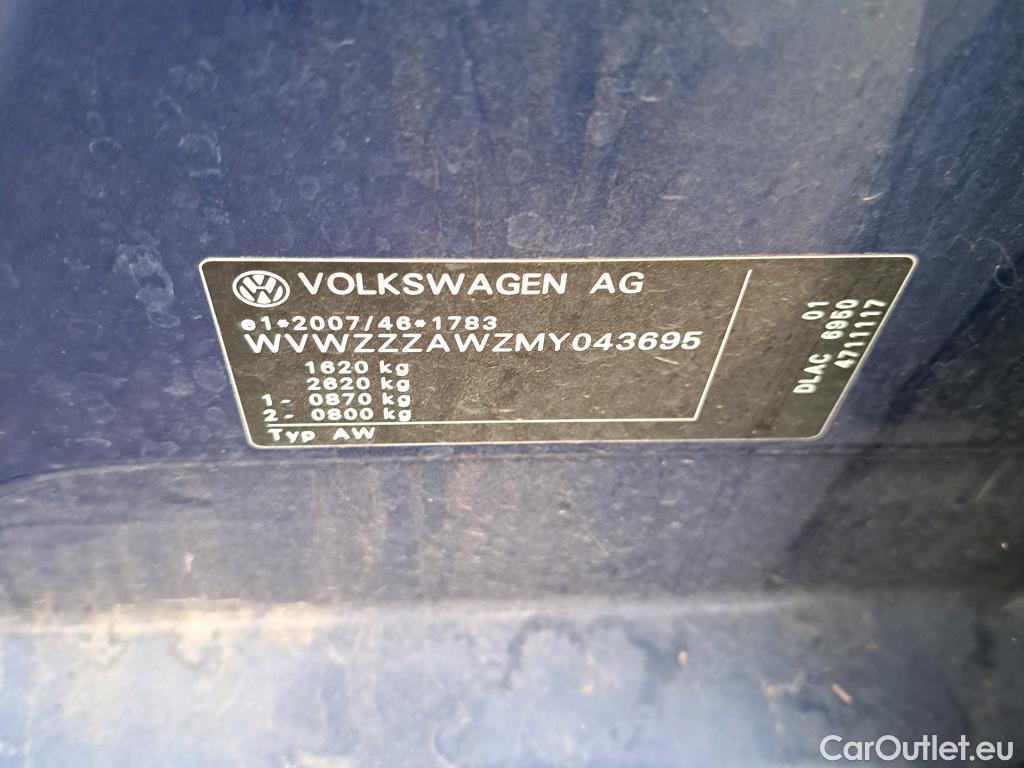 VOLKSWAGEN AG
e1*2007/46*1783
WVWZZZAWZMY043695
1620 kg
2620 kg
1- 0870 kg
2- 0800 kg
Typ AW
01
DLAC 6950
4711117
CarOutlet.eu